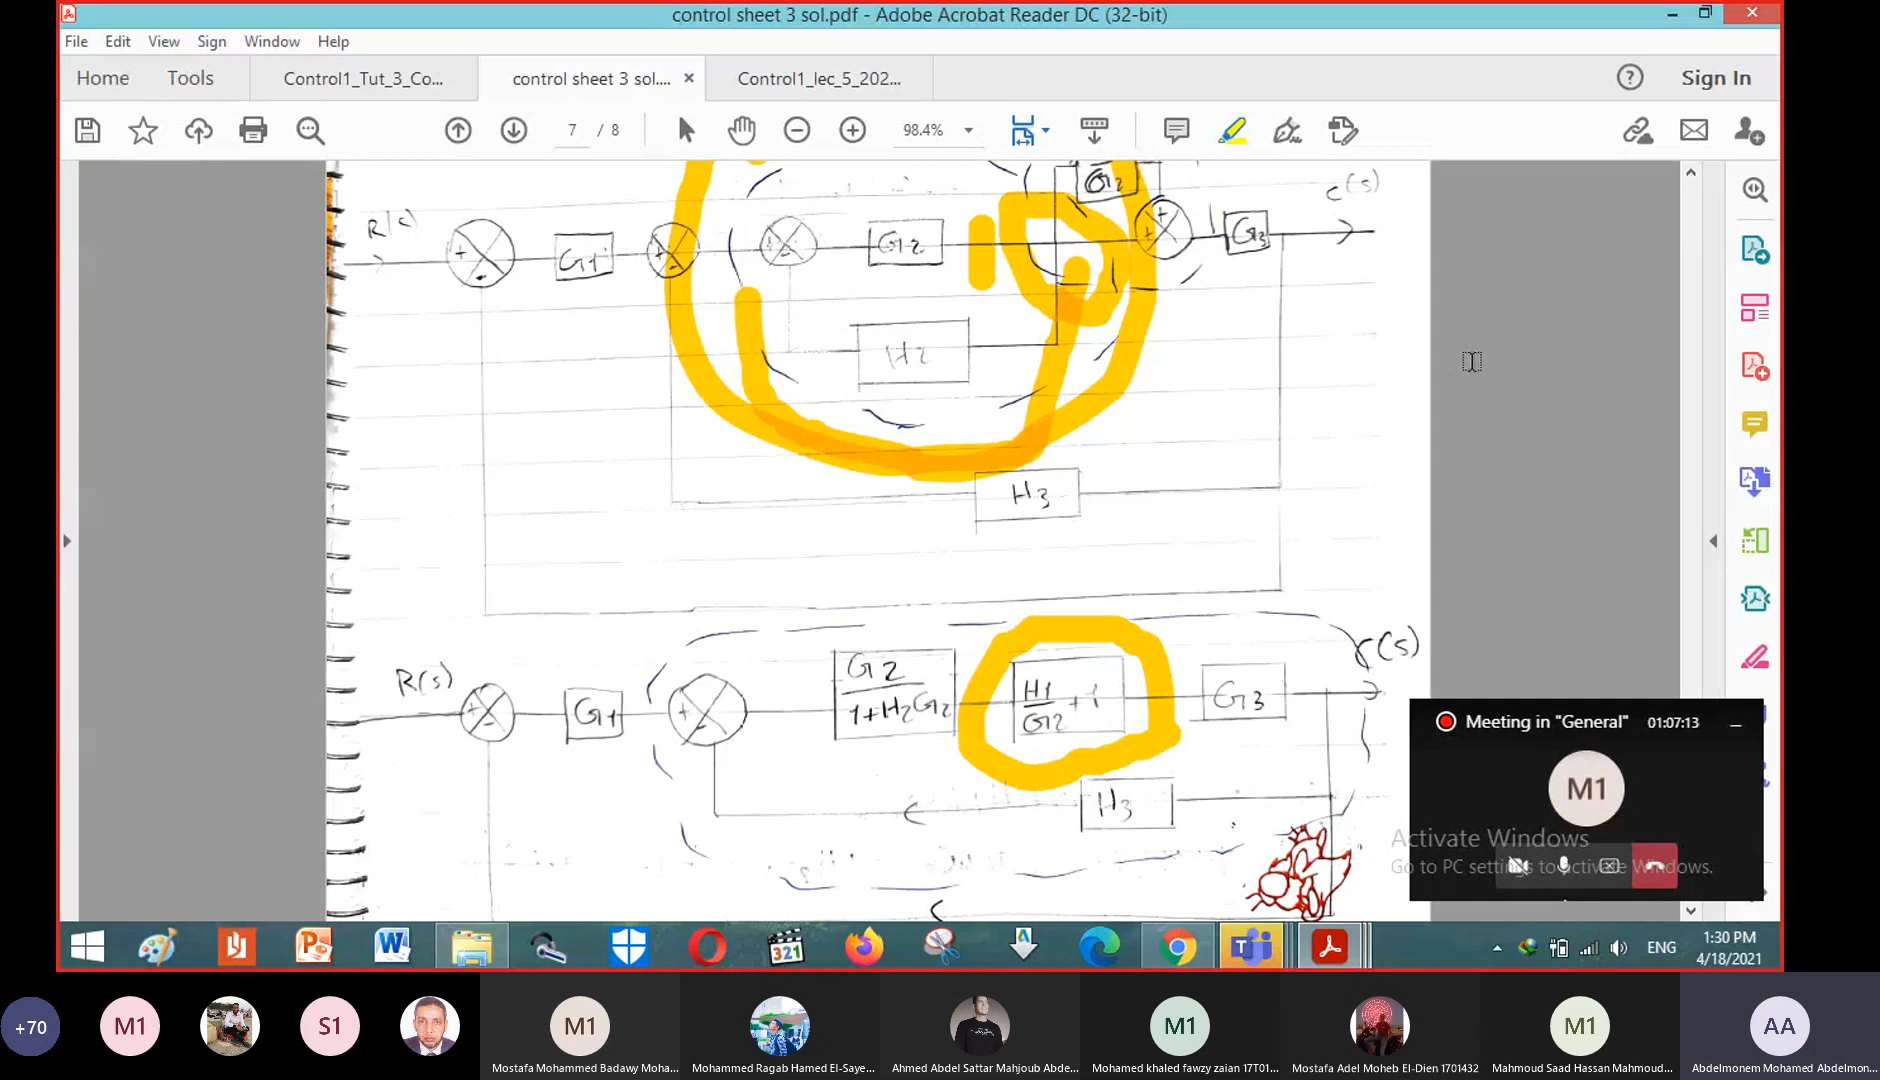 control sheet 3 sol.pdf - Adobe Acrobat Reader DC (32-bit)
File Edit View Sign Window Help
Home Tools Control1_Tut_3_Co... control sheet 3 sol.... × Control1_lec_5_202... Sign In
7 / 8 98.4%
C(s)
G1 G2 G3
H2
H3
R(s) C(s)
G1 G2 / 1+H2G2 H1/G2 +1 G3
H3
Meeting in "General" 01:07:13
M1
Activate Windows
Go to PC settings to activate Windows.
321
ENG
1:30 PM
4/18/2021
+70 M1 S1 M1 M1 M1 AA
Mostafa Mohammed Badawy Moha...
Mohammed Ragab Hamed El-Saye...
Ahmed Abdel Sattar Mahjoub Abde...
Mohamed khaled fawzy zaian 17T01...
Mostafa Adel Moheb El-Dien 1701432
Mahmoud Saad Hassan Mahmoud...
Abdelmonem Mohamed Abdelmon...